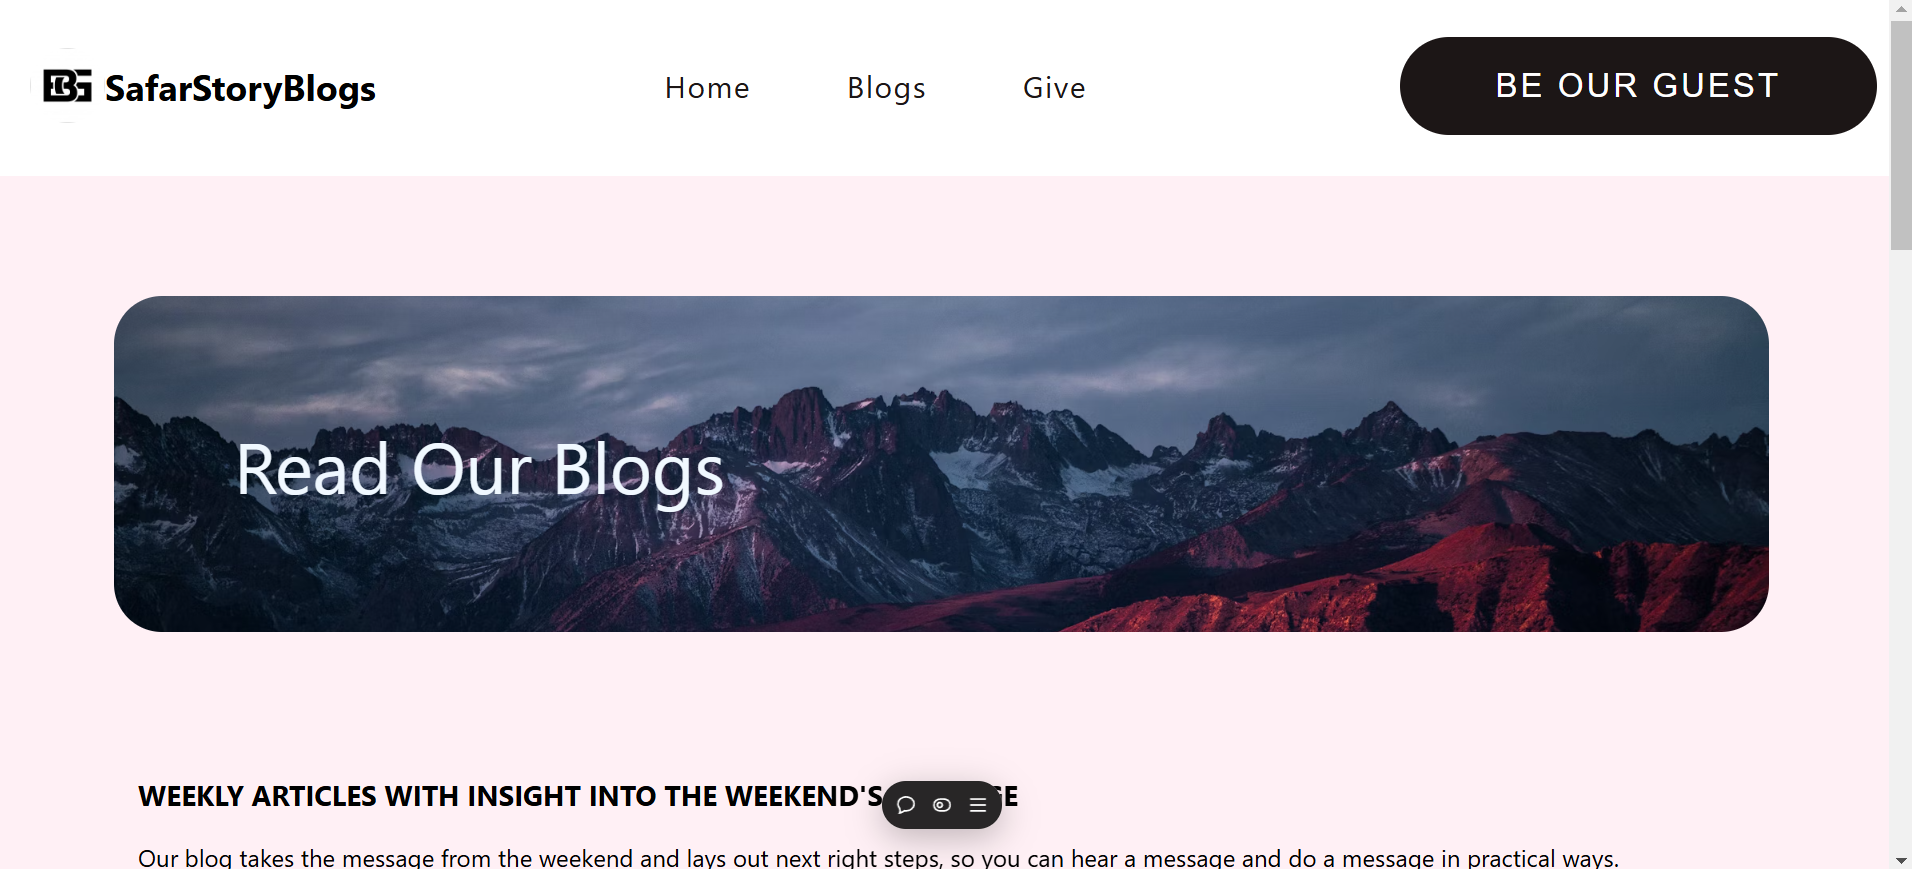 BG SafarStoryBlogs
Home
Blogs
Give
BE OUR GUEST
Read Our Blogs
WEEKLY ARTICLES WITH INSIGHT INTO THE WEEKEND'S
Our blog takes the message from the weekend and lays out next right steps, so you can hear a message and do a message in practical ways.